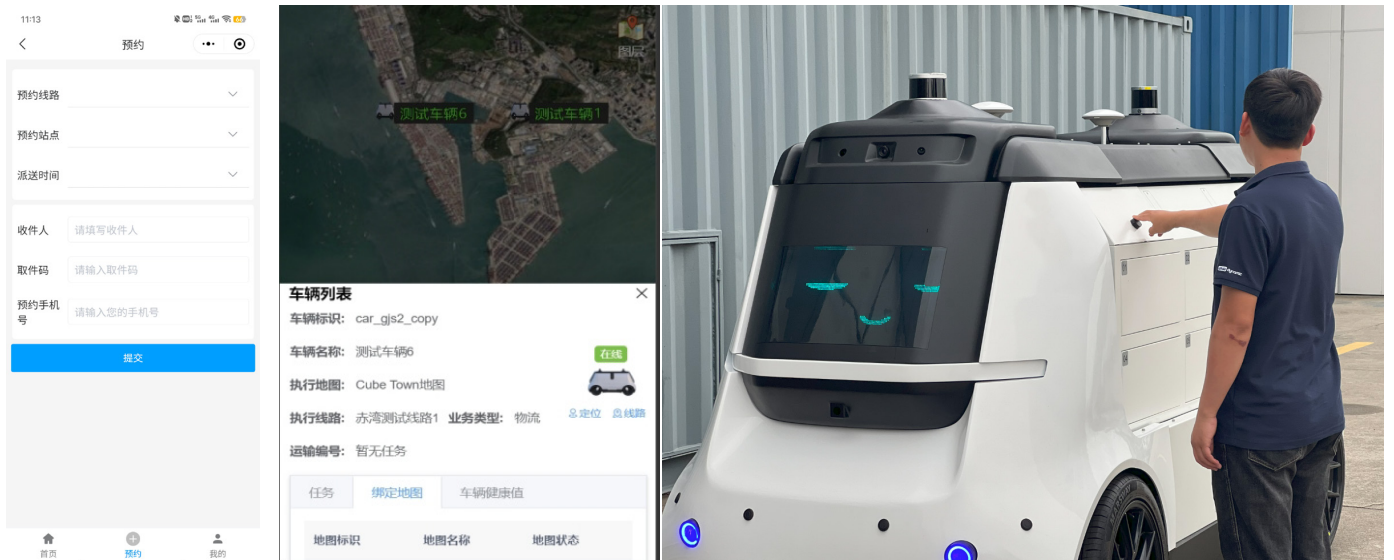 11:13
预约
预约线路
预约站点
派送时间
收件人 请填写收件人
取件码 请输入取件码
预约手机号 请输入您的手机号
提交
首页 预约 我的
图层
测试车辆6 测试车辆1
车辆列表
车辆标识: car_gjs2_copy
车辆名称: 测试车辆6
在线
执行地图: Cube Town地图
执行线路: 赤湾测试线路1 业务类型: 物流
定位 线路
运输编号: 暂无任务
任务 绑定地图 车辆健康值
地图标识 地图名称 地图状态